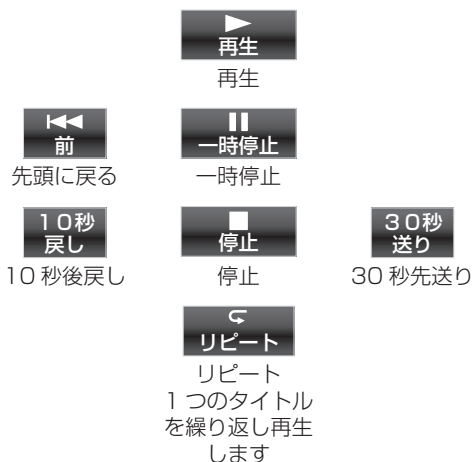 再生
再生
前
一時停止
先頭に戻る
一時停止
10秒
戻し
停止
30秒
送り
10 秒後戻し
停止
30 秒先送り
リピート
リピート
1 つのタイトル
を繰り返し再生
します